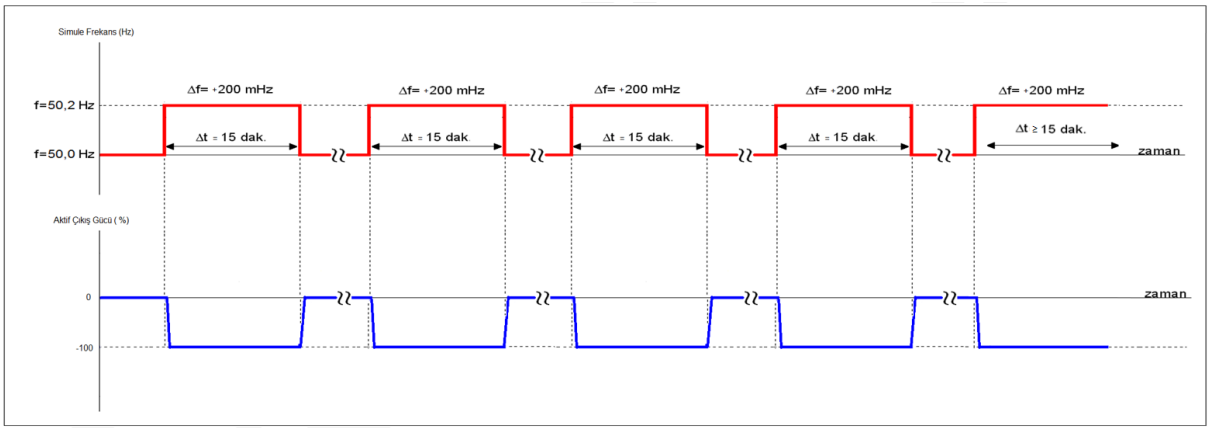 Simule Frekans (Hz)
Δf= +200 mHz Δf= +200 mHz Δf= +200 mHz Δf= +200 mHz Δf= +200 mHz
f=50,2 Hz
Δt = 15 dak. Δt = 15 dak. Δt = 15 dak. Δt = 15 dak. Δt ≥ 15 dak.
f=50,0 Hz
zaman
Aktif Çıkış Gücü ( %)
0
zaman
-100